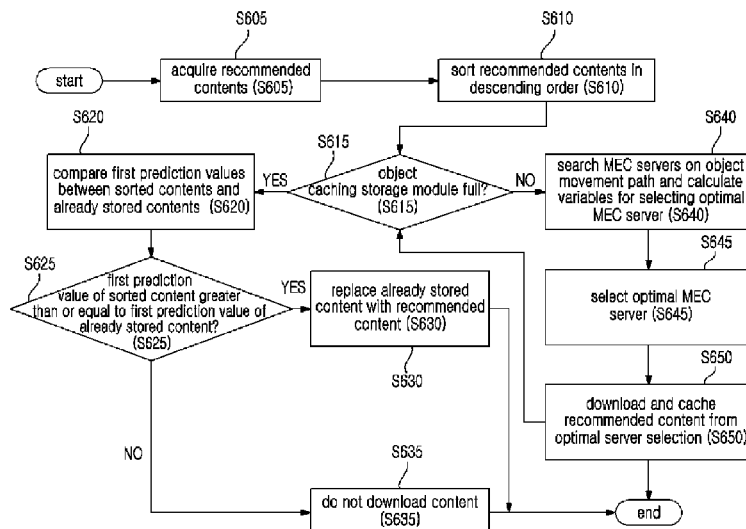 S605
S610
start
acquire recommended
contents (S605)
sort recommended contents in
descending order (S610)
S620
S615
S640
compare first prediction values
between sorted contents and
already stored contents (S620)
YES
object
caching storage module full?
(S615)
NO
search MEC servers on object
movement path and calculate
variables for selecting optimal
MEC server (S640)
S625
S645
first prediction
value of sorted content greater
than or equal to first prediction value of
already stored content?
(S625)
YES
replace already stored
content with recommended
content (S630)
select optimal MEC
server (S645)
S630
S650
download and cache
recommended content from
optimal server selection (S650)
NO
S635
do not download content
(S635)
end